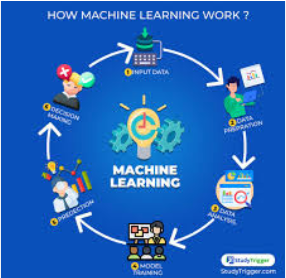 HOW MACHINE LEARNING WORK ?
1 INPUT DATA
2 DATA
PREPARATION
3 DATA
ANALYSIS
4 MODEL
TRAINING
5 PREDICTION
6 DECISION
MAKING
MACHINE
LEARNING
StudyTrigger
StudyTrigger.com